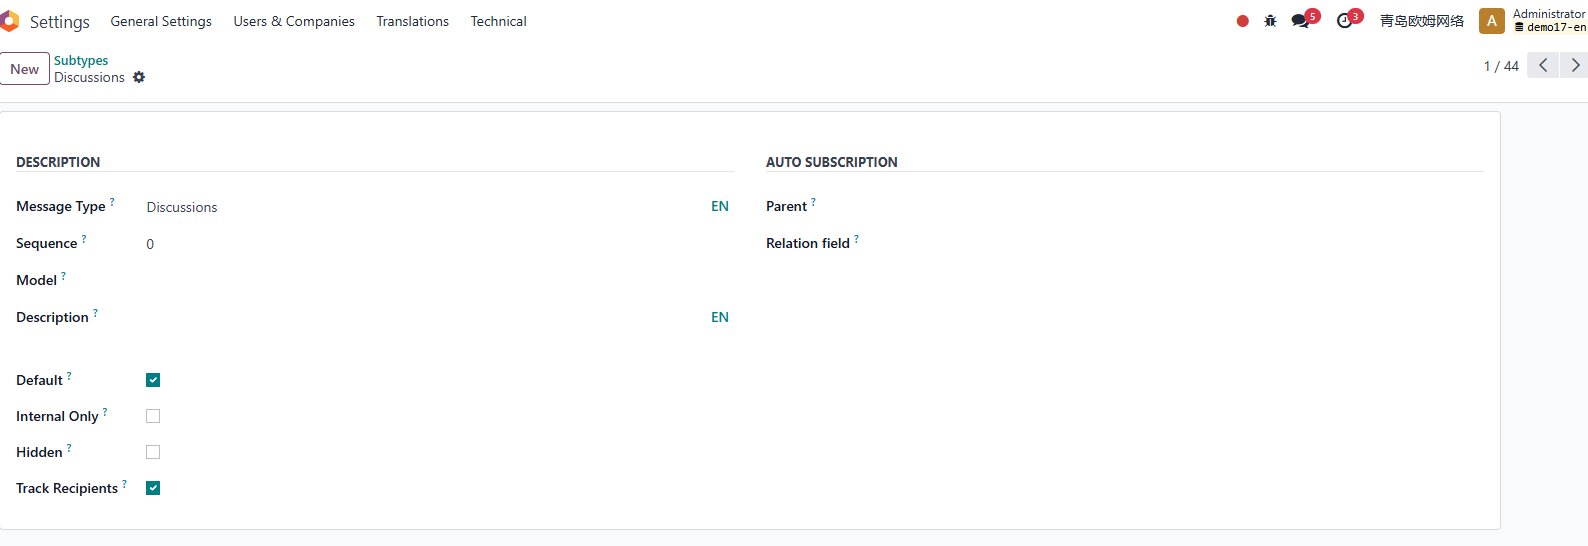 Settings General Settings Users & Companies Translations Technical 5 3 青岛欧姆网络 A Administrator
demo17-en
New Subtypes
Discussions 1 / 44
DESCRIPTION AUTO SUBSCRIPTION
Message Type ? Discussions EN Parent ?
Sequence ? 0 Relation field ?
Model ?
Description ? EN
Default ?
Internal Only ?
Hidden ?
Track Recipients ?